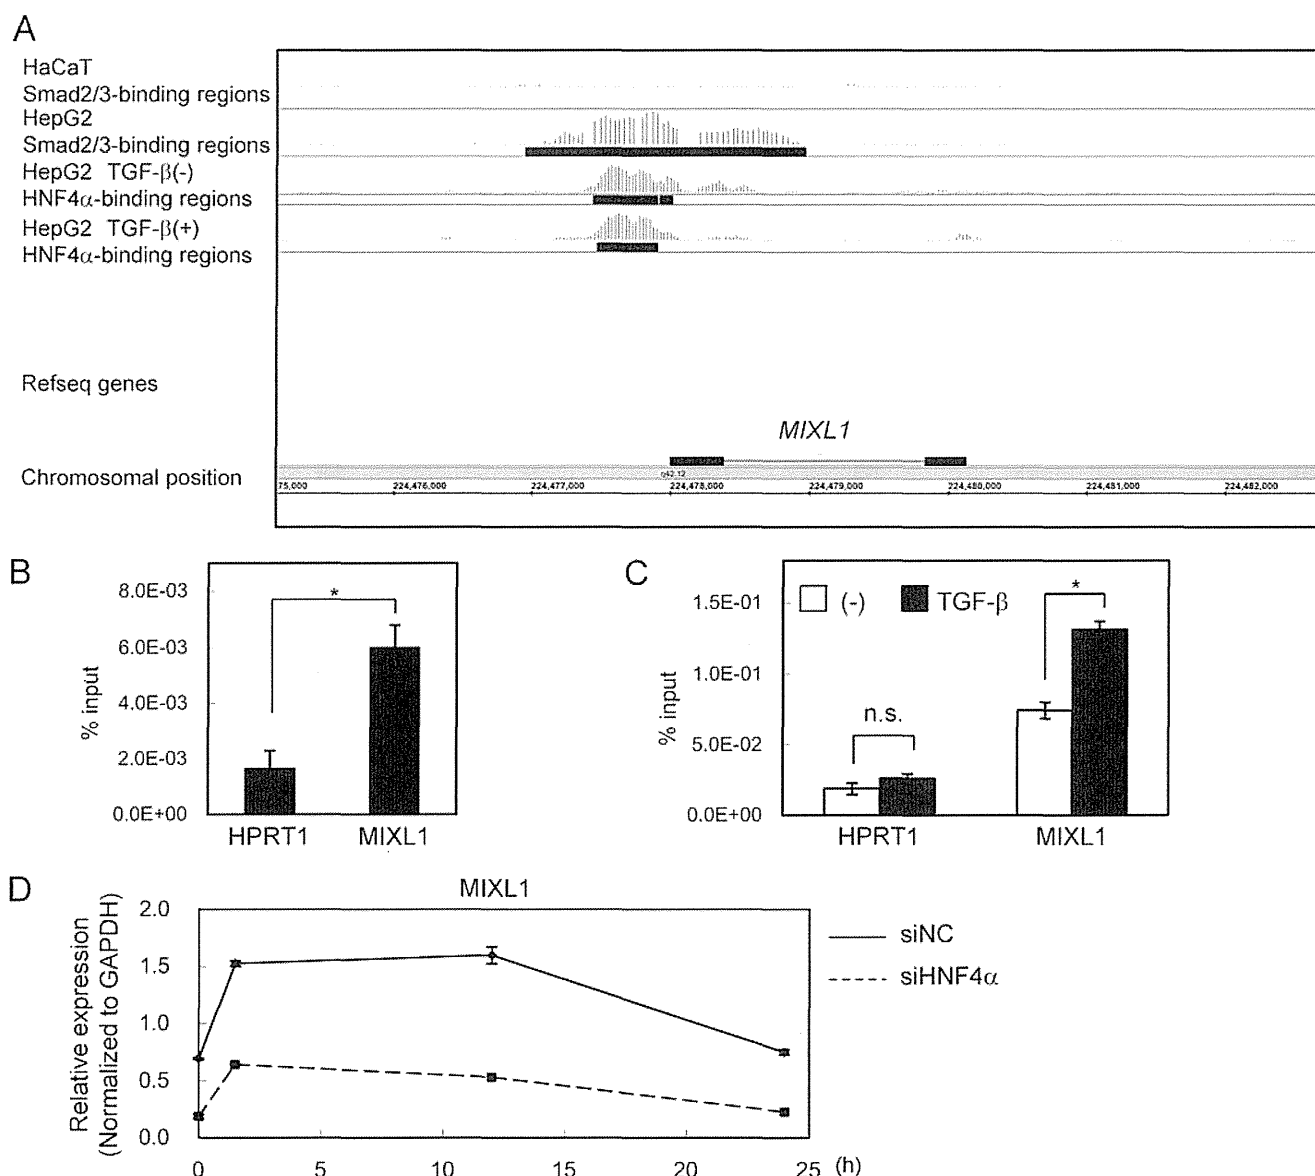 A
HaCaT
Smad2/3-binding regions
HepG2
Smad2/3-binding regions
HepG2 TGF-β(-)
HNF4α-binding regions
HepG2 TGF-β(+)
HNF4α-binding regions
Refseq genes
MIXL1
Chromosomal position
q42.12
75,000 224,476,000 224,477,000 224,478,000 224,479,000 224,480,000 224,481,000 224,482,000
B
8.0E-03
6.0E-03
4.0E-03
2.0E-03
0.0E+00
% input
*
HPRT1 MIXL1
C
1.5E-01
1.0E-01
5.0E-02
0.0E+00
% input
(-) TGF-β
n.s.
*
HPRT1 MIXL1
D
MIXL1
Relative expression
(Normalized to GAPDH)
2.0
1.5
1.0
0.5
0.0
0 5 10 15 20 25 (h)
siNC
siHNF4α